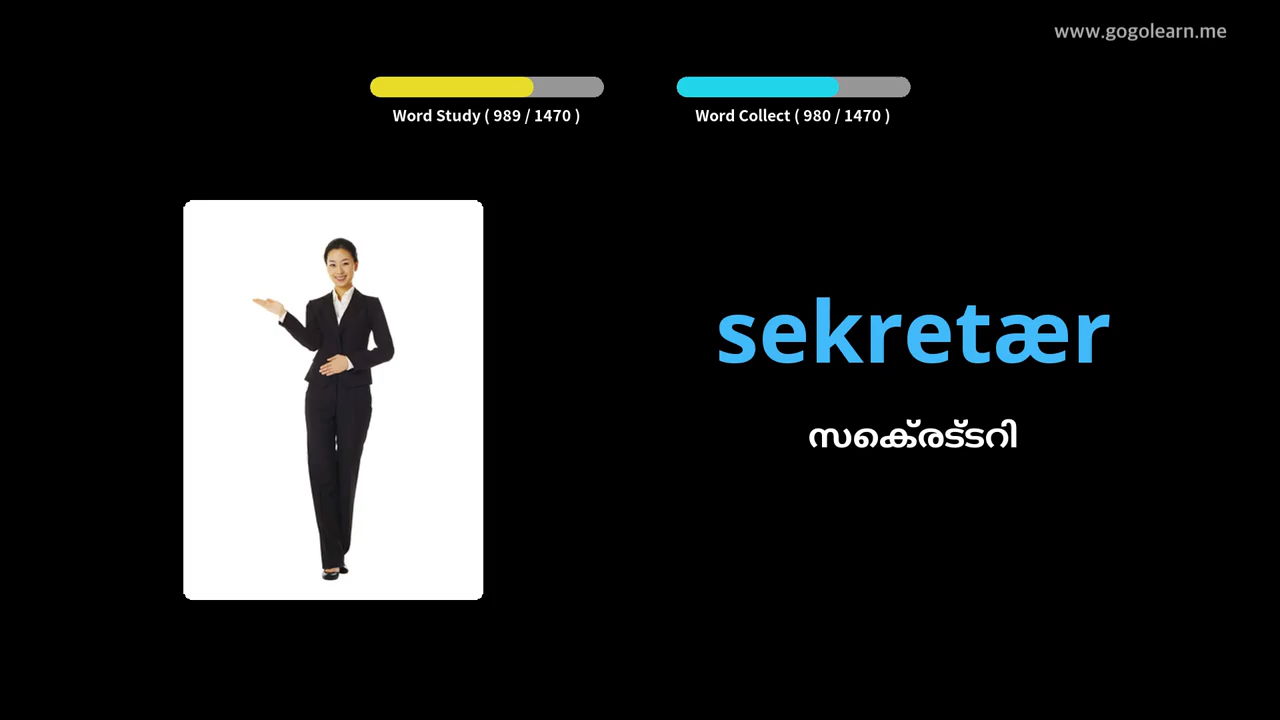 www.gogolearn.me
Word Study ( 989 / 1470 )
Word Collect ( 980 / 1470 )
sekretær
സെക്രട്ടറി